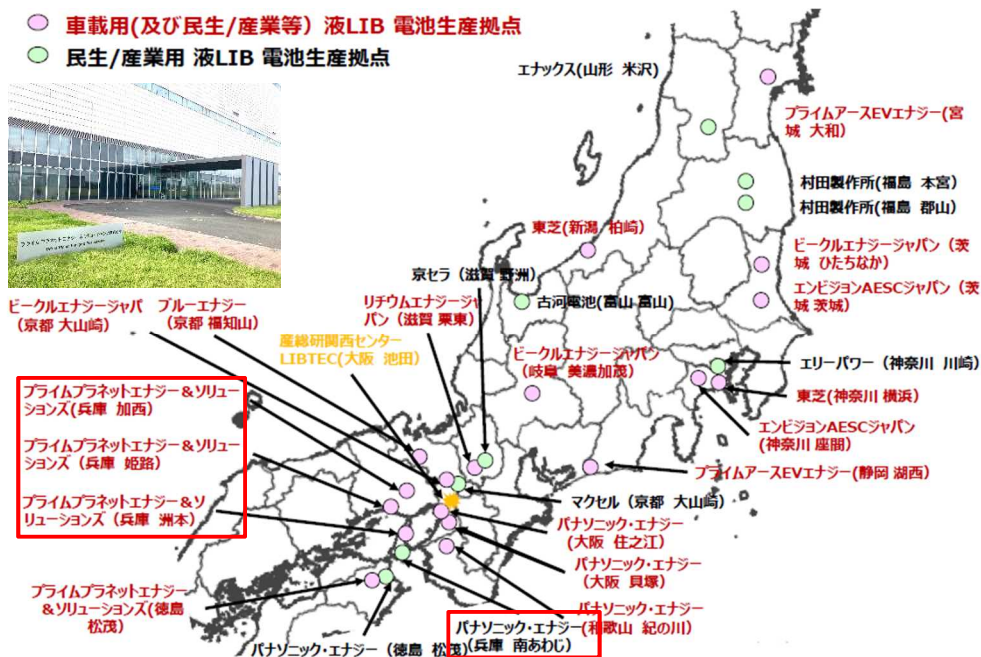 車載用(及び民生/産業等）液LIB 電池生産拠点
民生/産業用 液LIB 電池生産拠点
エナックス(山形 米沢)
プライムアースEVエナジー(宮
城 大和）
村田製作所(福島 本宮）
村田製作所(福島 郡山）
東芝(新潟 柏崎）
ビークルエナジージャパン（茨
城 ひたちなか）
京セラ（滋賀 野洲）
エンビジョンAESCジャパン（茨
城 茨城）
ビークルエナジージャパ
（京都 大山崎）
ブルーエナジー
（京都 福知山）
リチウムエナジージャ
パン（滋賀 栗東）
古河電池(富山 富山）
産総研関西センター
LIBTEC(大阪 池田）
ビークルエナジージャパン
（岐阜 美濃加茂）
エリーパワー（神奈川 川崎）
東芝(神奈川 横浜）
プライムプラネットエナジー＆ソリュー
ションズ(兵庫 加西）
エンビジョンAESCジャパン
（神奈川 座間）
プライムプラネットエナジー＆ソリュー
ションズ（兵庫 姫路）
プライムアースEVエナジー(静岡 湖西）
プライムプラネットエナジー＆ソ
リューションズ（兵庫 洲本）
マクセル（京都 大山崎）
パナソニック・エナジー
（大阪 住之江）
パナソニック・エナジー
（大阪 貝塚）
プライムプラネットエナジー
＆ソリューションズ(徳島
松茂）
パナソニック・エナジー
(和歌山 紀の川）
パナソニック・エナジー
（兵庫 南あわじ）
パナソニック・エナジー（徳島 松茂）